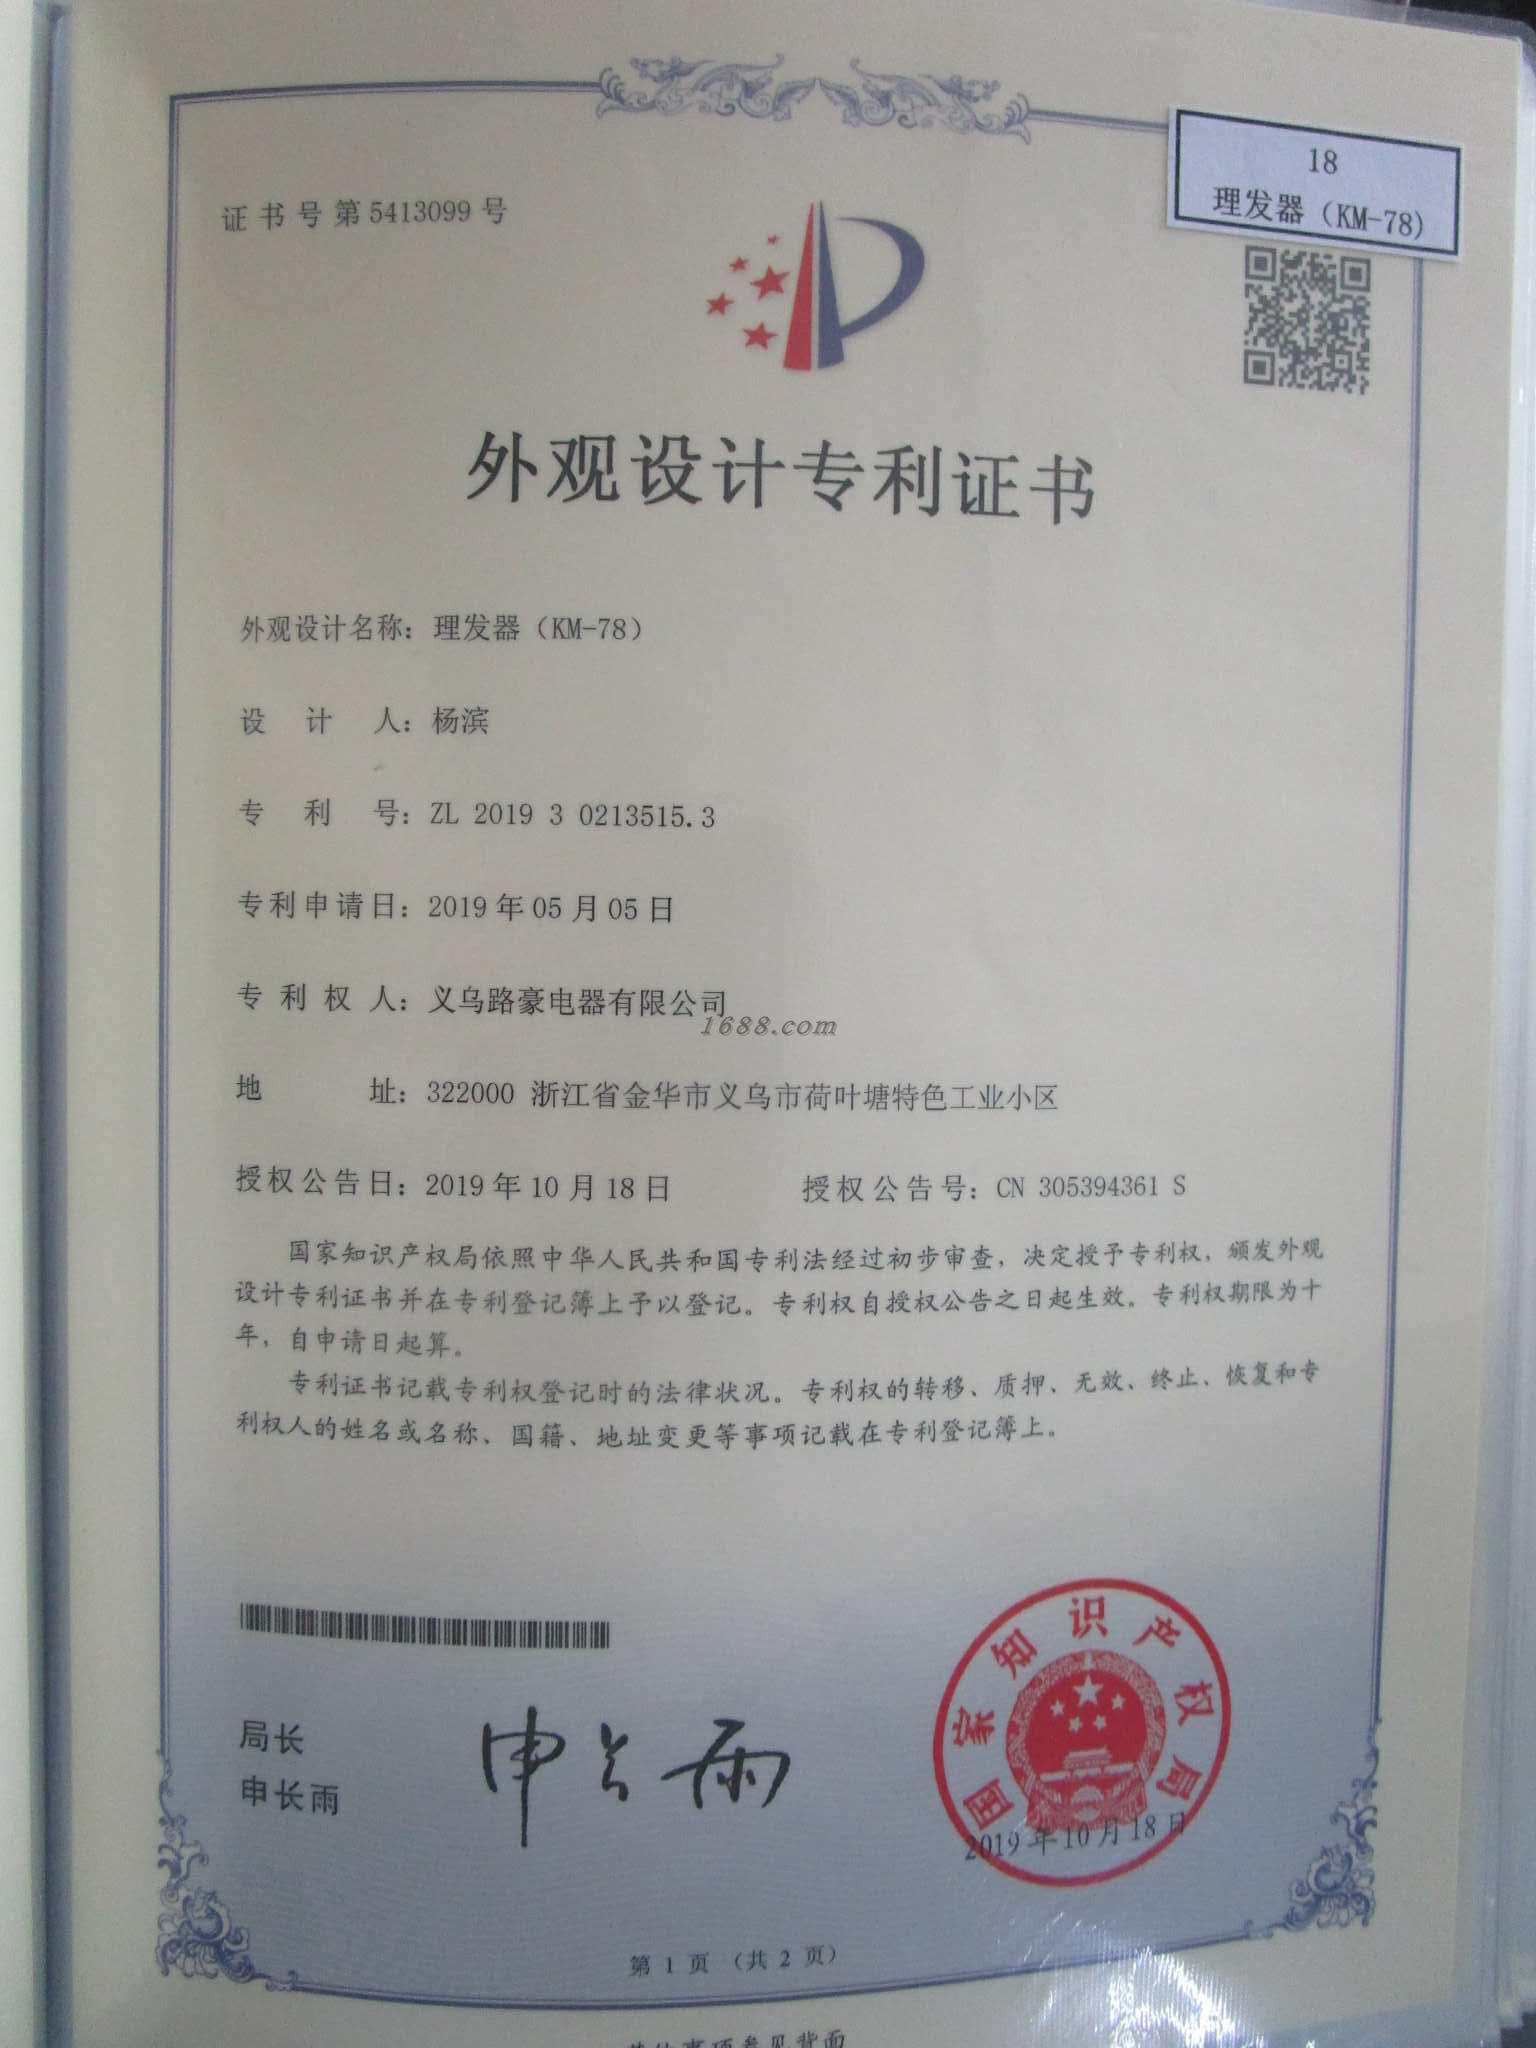 18
理发器（KM-78）
证书号第5413099号
外观设计专利证书
外观设计名称：理发器（KM-78）
设计人：杨滨
专利号：ZL 2019 3 0213515.3
专利申请日：2019年05月05日
专利权人：义乌路豪电器有限公司
1688.com
地址：322000 浙江省金华市义乌市荷叶塘特色工业小区
授权公告日：2019年10月18日 授权公告号：CN 305394361 S
国家知识产权局依照中华人民共和国专利法经过初步审查，决定授予专利权，颁发外观
设计专利证书并在专利登记簿上予以登记。专利权自授权公告之日起生效。专利权期限为十
年，自申请日起算。
专利证书记载专利权登记时的法律状况。专利权的转移、质押、无效、终止、恢复和专
利权人的姓名或名称、国籍、地址变更等事项记载在专利登记簿上。
局长
申长雨
申长雨
国家知识产权局
2019年10月18日
第 1 页 （共 2 页）
事项参见背面